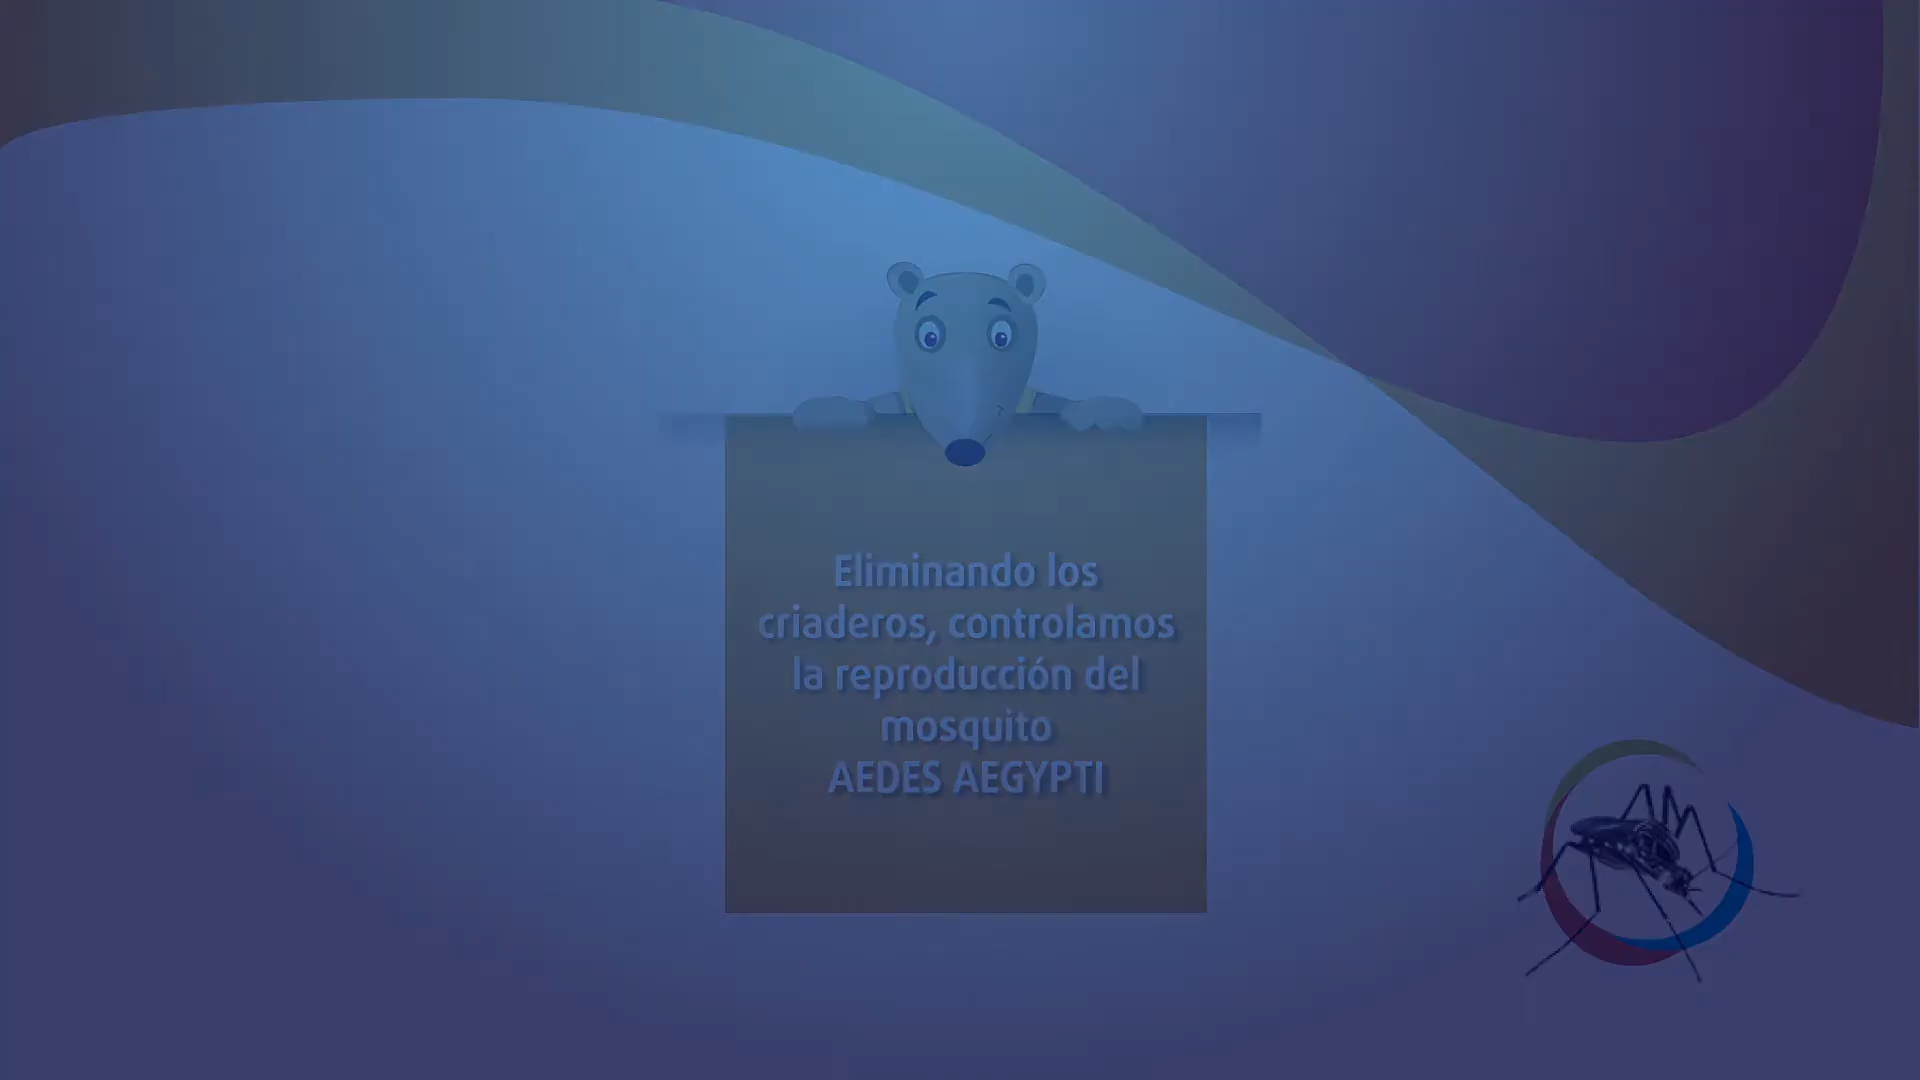 Eliminando los
criaderos, controlamos
la reproducción del
mosquito
AEDES AEGYPTI